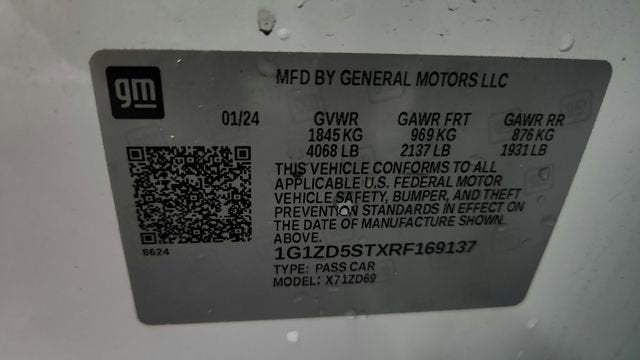 gm
MFD BY GENERAL MOTORS LLC
01/24 GVWR GAWR FRT GAWR RR
1845 KG 969 KG 876 KG
4068 LB 2137 LB 1931 LB
THIS VEHICLE CONFORMS TO ALL
APPLICABLE U.S. FEDERAL MOTOR
VEHICLE SAFETY, BUMPER, AND THEFT
PREVENTION STANDARDS IN EFFECT ON
THE DATE OF MANUFACTURE SHOWN
ABOVE.
8624
1G1ZD5STXRF169137
TYPE: PASS CAR
MODEL: X71ZD69